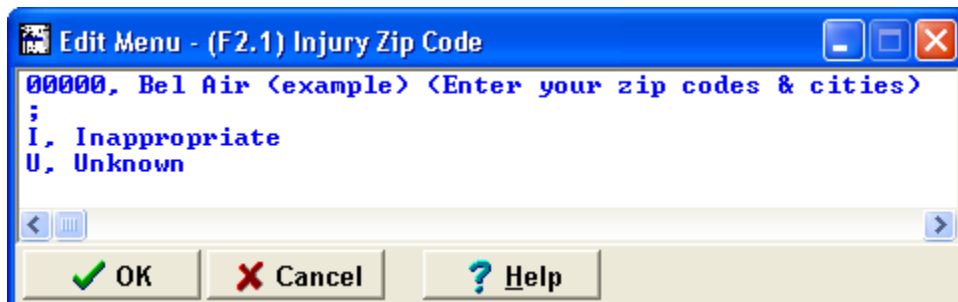 Edit Menu - (F2.1) Injury Zip Code
00000, Bel Air (example) (Enter your zip codes & cities)
;
I, Inappropriate
U, Unknown
OK Cancel ? Help